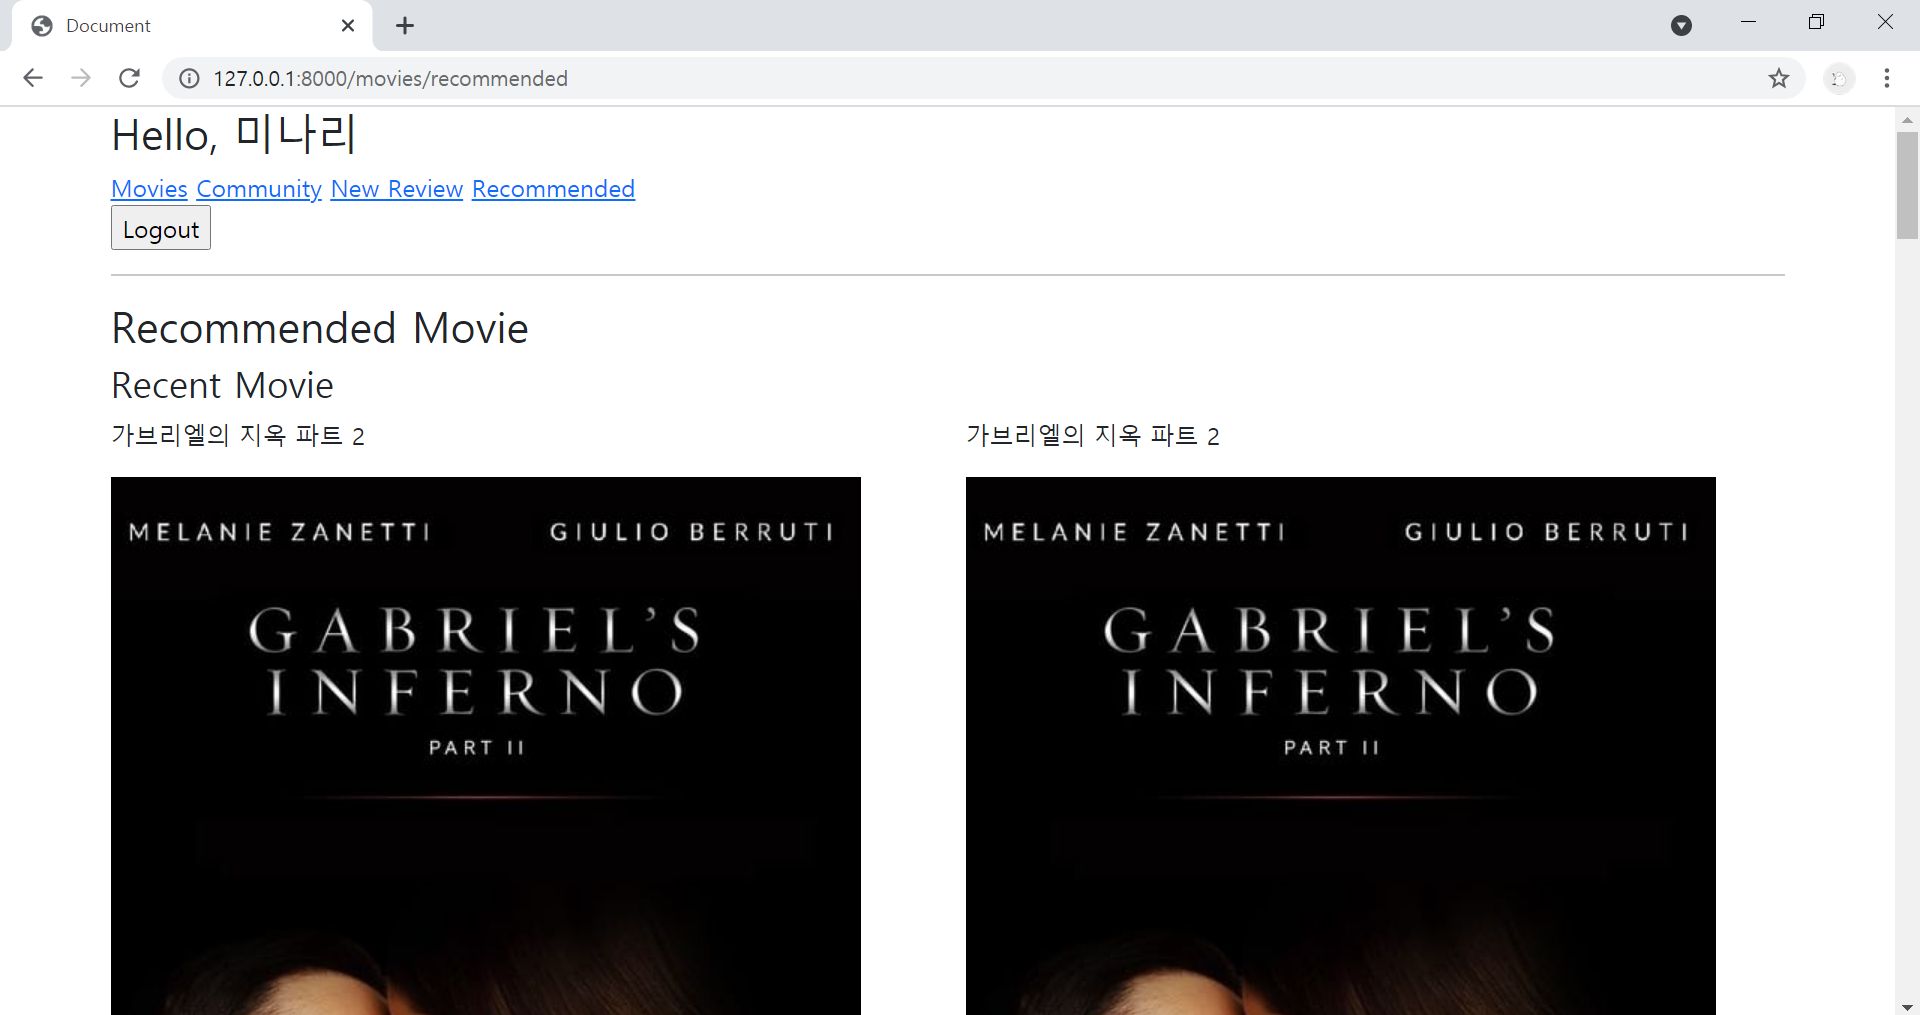 Document
127.0.0.1:8000/movies/recommended
Hello, 미나리
Movies Community New Review Recommended
Logout
Recommended Movie
Recent Movie
가브리엘의 지옥 파트 2
MELANIE ZANETTI GIULIO BERRUTI
GABRIEL'S
INFERNO
PART II
가브리엘의 지옥 파트 2
MELANIE ZANETTI GIULIO BERRUTI
GABRIEL'S
INFERNO
PART II